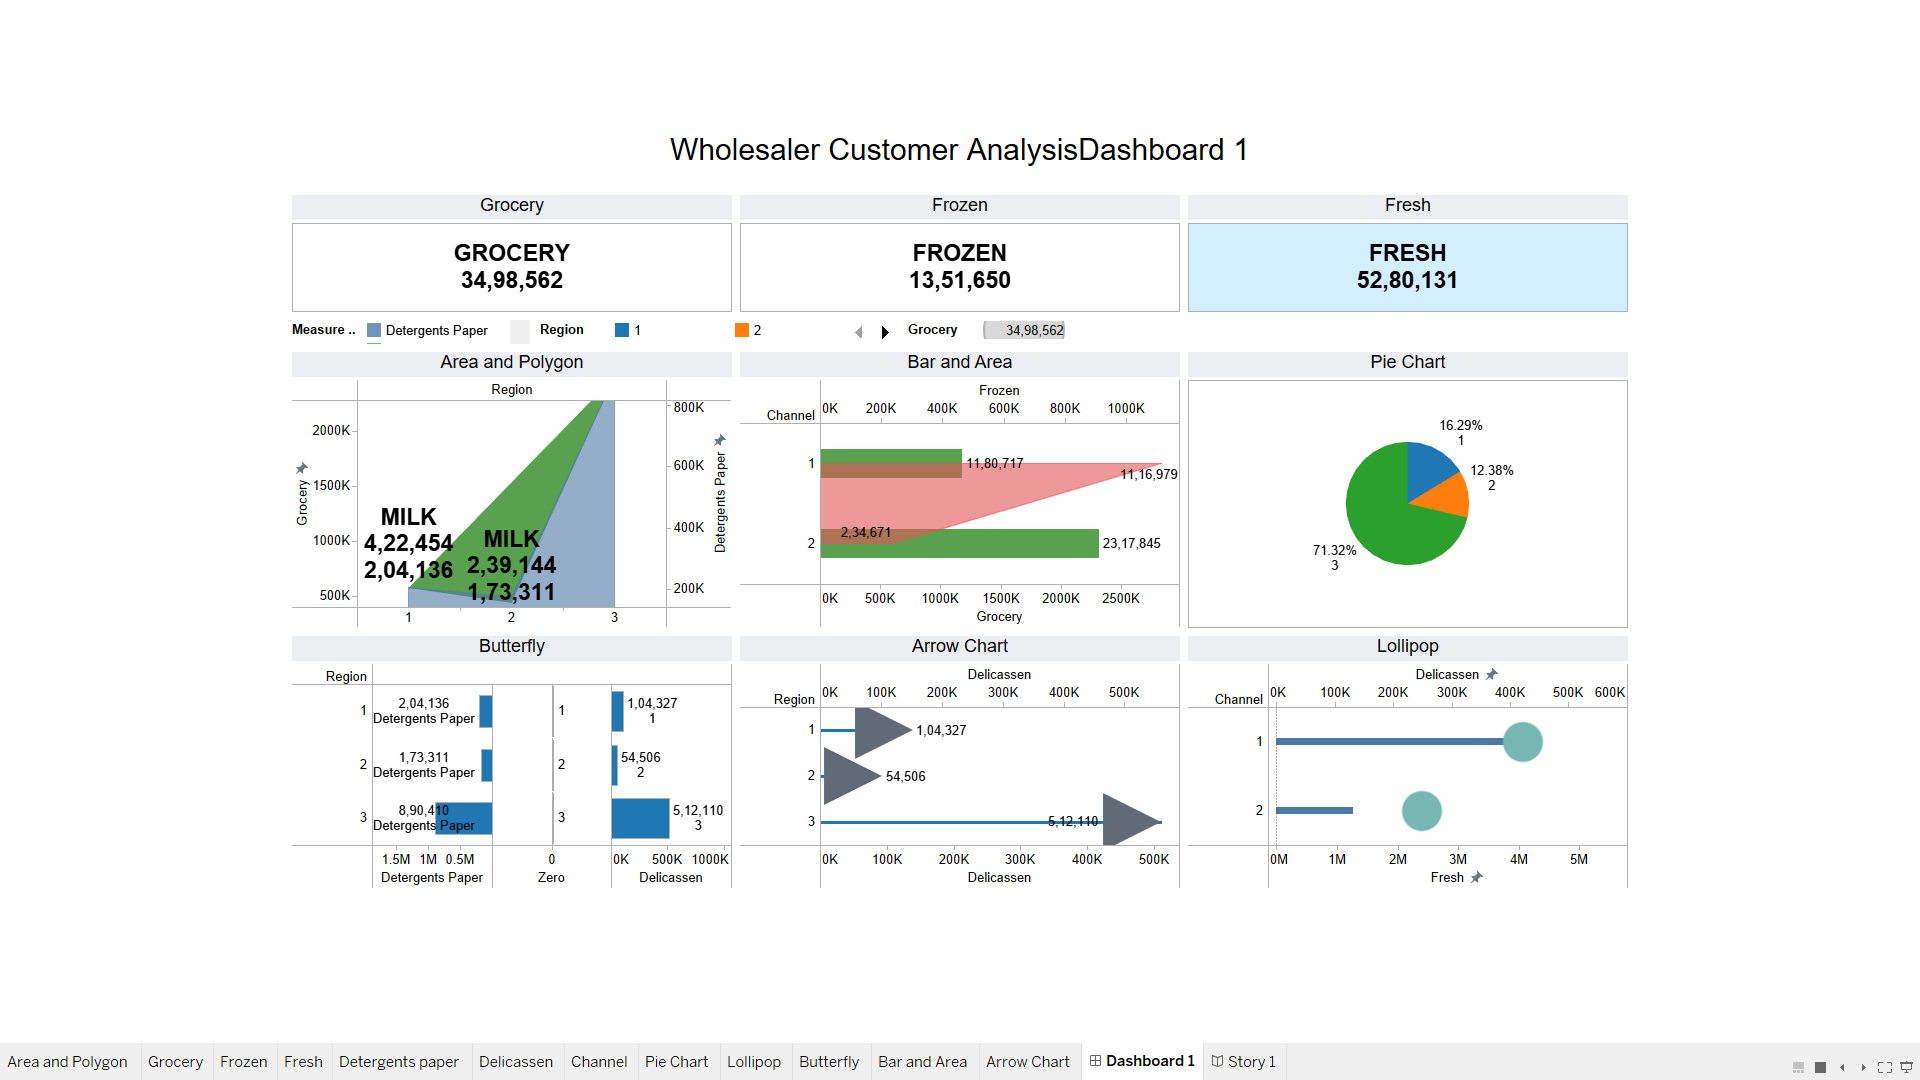 Wholesaler Customer AnalysisDashboard 1
Grocery
Frozen
Fresh
GROCERY
34,98,562
FROZEN
13,51,650
FRESH
52,80,131
Measure ..
Detergents Paper
Region
1
2
Grocery
34,98,562
Area and Polygon
Region
2000K
1500K
1000K
500K
Grocery
800K
600K
400K
200K
Detergents Paper
MILK
4,22,454
2,04,136
MILK
2,39,144
1,73,311
1 2 3
Bar and Area
Frozen
Channel
0K 200K 400K 600K 800K 1000K
1
11,80,717
11,16,979
2
2,34,671
23,17,845
0K 500K 1000K 1500K 2000K 2500K
Grocery
Pie Chart
16.29%
1
12.38%
2
71.32%
3
Butterfly
Region
1
2,04,136
Detergents Paper
1
1,04,327
1
2
1,73,311
Detergents Paper
2
54,506
2
3
8,90,410
Detergents Paper
3
5,12,110
3
1.5M 1M 0.5M
Detergents Paper
0
Zero
0K 500K 1000K
Delicassen
Arrow Chart
Delicassen
Region
0K 100K 200K 300K 400K 500K
1
1,04,327
2
54,506
3
5,12,110
0K 100K 200K 300K 400K 500K
Delicassen
Lollipop
Delicassen
Channel
0K 100K 200K 300K 400K 500K 600K
1
2
0M 1M 2M 3M 4M 5M
Fresh
Area and Polygon
Grocery
Frozen
Fresh
Detergents paper
Delicassen
Channel
Pie Chart
Lollipop
Butterfly
Bar and Area
Arrow Chart
Dashboard 1
Story 1